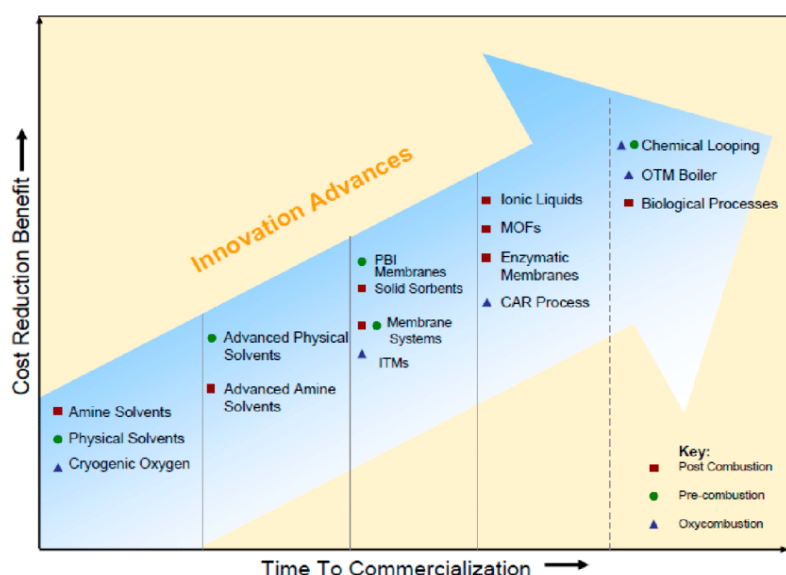 Cost Reduction Benefit
Innovation Advances
Amine Solvents
Physical Solvents
Cryogenic Oxygen
Advanced Physical
Solvents
Advanced Amine
Solvents
PBI
Membranes
Solid Sorbents
Membrane
Systems
ITMs
Ionic Liquids
MOFs
Enzymatic
Membranes
CAR Process
Chemical Looping
OTM Boiler
Biological Processes
Key:
Post Combustion
Pre-combustion
Oxycombustion
Time To Commercialization